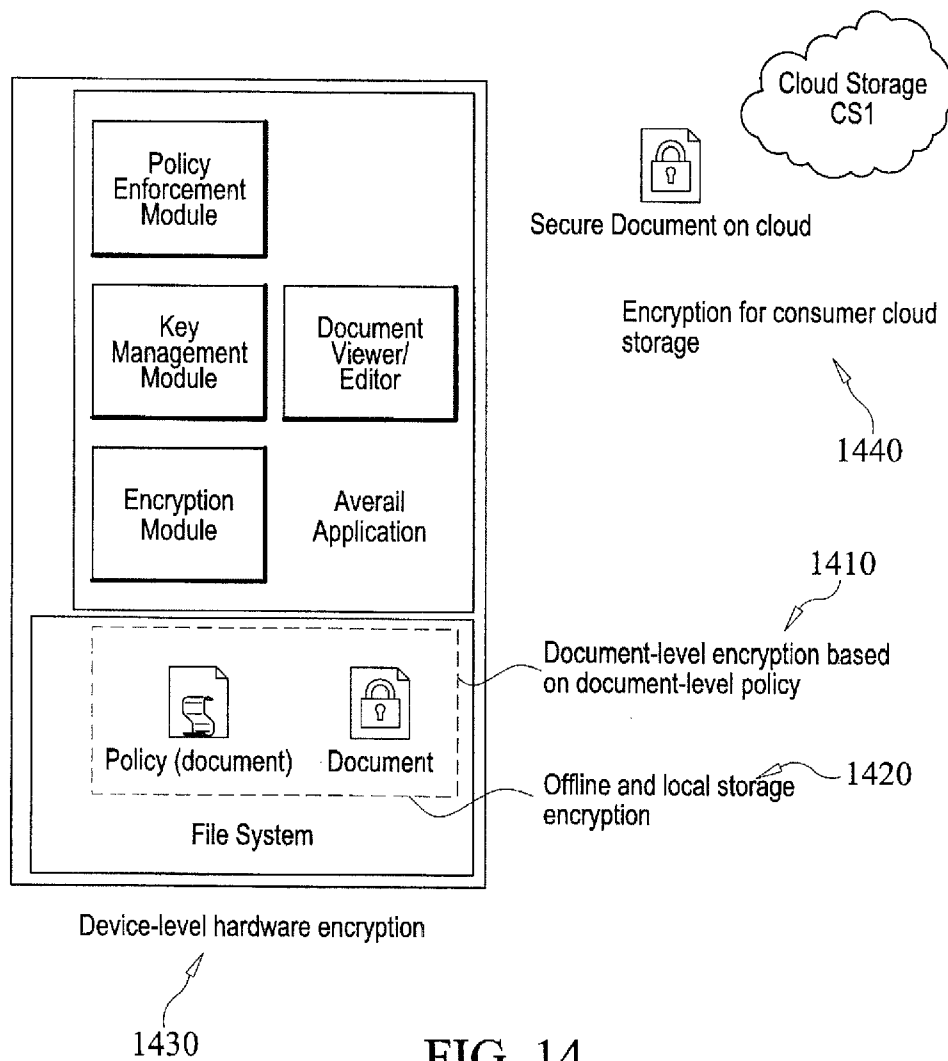 Cloud Storage
CS1
Policy
Enforcement
Module
Secure Document on cloud
Key
Management
Module
Document
Viewer/
Editor
Encryption for consumer cloud
storage
1440
Encryption
Module
Averail
Application
1410
Document-level encryption based
on document-level policy
Policy (document)
Document
1420
Offline and local storage
encryption
File System
Device-level hardware encryption
1430
FIG. 14